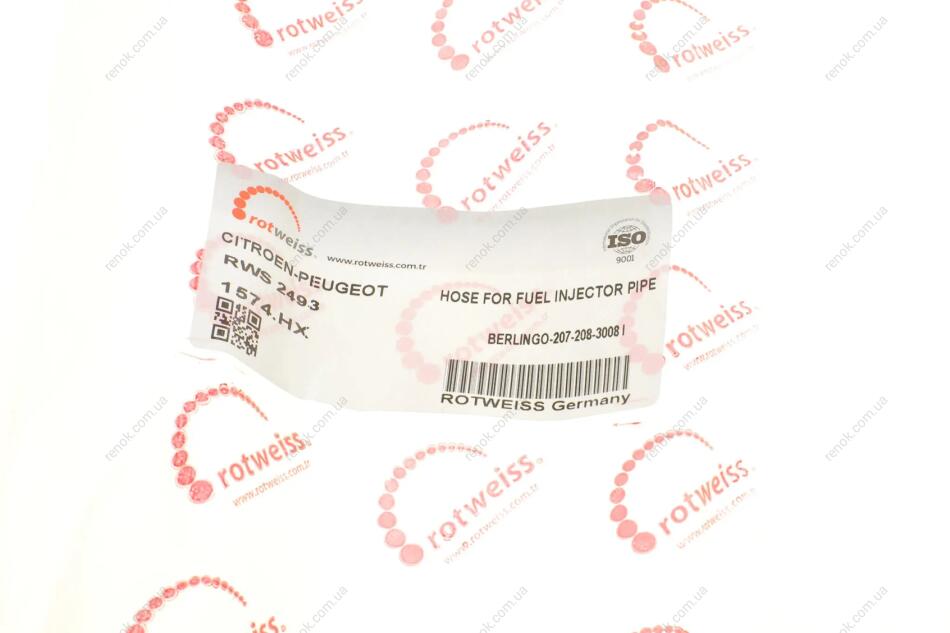 rotweiss
www.rotweiss.com.tr
ISO
9001
CITROEN-PEUGEOT
RWS 2493
1574.HX
HOSE FOR FUEL INJECTOR PIPE
BERLINGO-207-208-3008 I
ROTWEISS Germany
rotweiss
www.rotweiss.com.tr
renok.com.ua